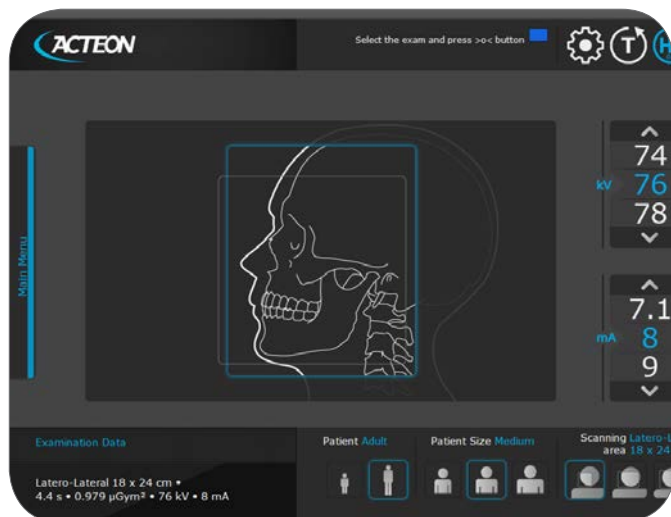 ACTEON
Select the exam and press >o< button
T
H
Main Menu
74
kV 76
78
7.1
mA 8
9
Examination Data
Latero-Lateral 18 x 24 cm •
4.4 s • 0.979 µGym² • 76 kV • 8 mA
Patient Adult
Patient Size Medium
Scanning Latero-L
area 18 x 24